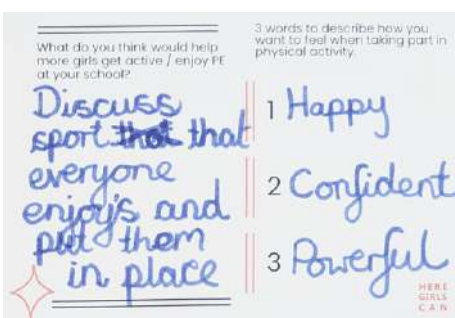 What do you think would help
more girls get active / enjoy PE
at your school?
Discuss
sport that that
everyone
enjoy's and
put them
in place
3 words to describe how you
want to feel when taking part in
physical activity.
1 Happy
2 Confident
3 Powerful
HERE
GIRLS
CAN